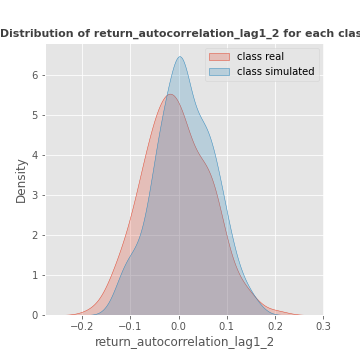 Distribution of return_autocorrelation_lag1_2 for each clas
class real
class simulated
6
5
4
3
2
1
0
Density
−0.2 −0.1 0.0 0.1 0.2 0.3
return_autocorrelation_lag1_2